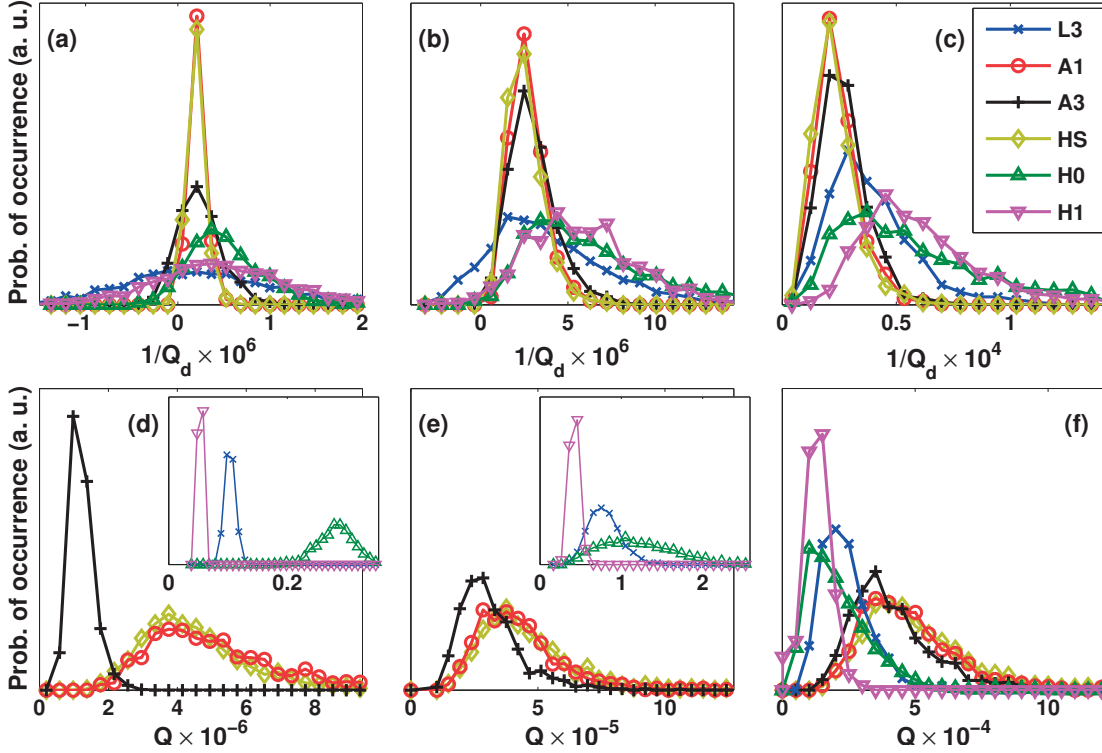 Prob. of occurrence (a. u.)
(a)
(b)
(c)
L3
A1
A3
HS
H0
H1
−1 0 1 2
0 5 10
0 0.5 1
1/Q_d × 10^6
1/Q_d × 10^6
1/Q_d × 10^4
Prob. of occurrence (a. u.)
(d)
(e)
(f)
0 0.2
0 1 2
0 2 4 6 8
0 5 10
0 5 10
Q × 10^−6
Q × 10^−5
Q × 10^−4